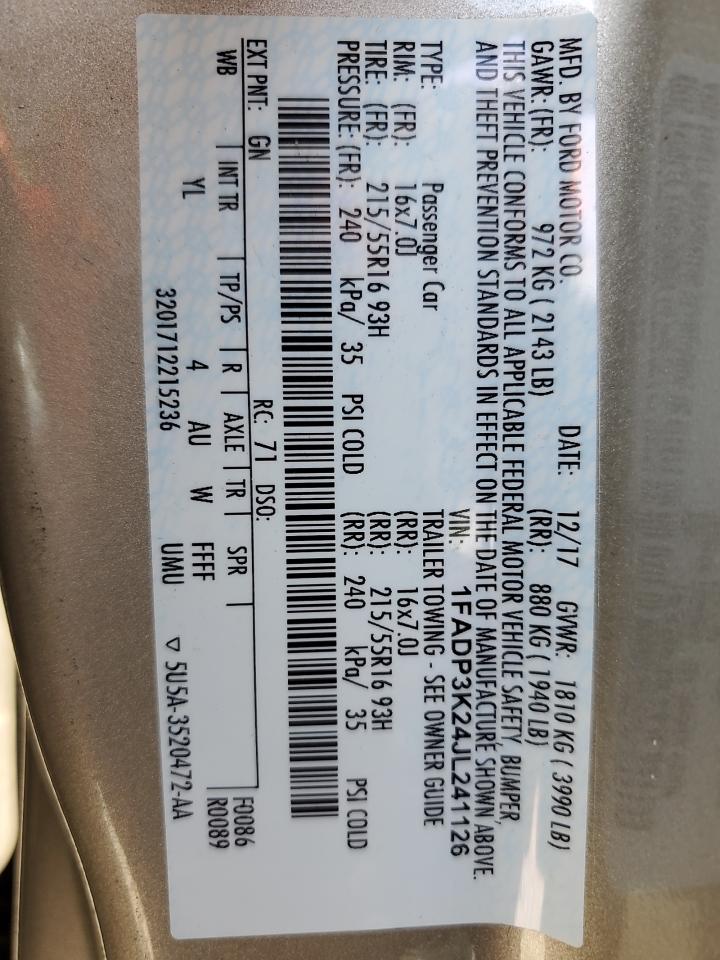 MFD. BY FORD MOTOR CO. DATE: 12/17 GVWR: 1810 KG ( 3990 LB)
GAWR: (FR): 972 KG ( 2143 LB) (RR): 880 KG ( 1940 LB)
THIS VEHICLE CONFORMS TO ALL APPLICABLE FEDERAL MOTOR VEHICLE SAFETY, BUMPER,
AND THEFT PREVENTION STANDARDS IN EFFECT ON THE DATE OF MANUFACTURE SHOWN ABOVE.
VIN: 1FADP3K24JL241126
TYPE: Passenger Car TRAILER TOWING - SEE OWNER GUIDE
RIM: (FR): 16x7.0J (RR): 16x7.0J
TIRE: (FR): 215/55R16 93H (RR): 215/55R16 93H
PRESSURE: (FR): 240 kPa/ 35 PSI COLD (RR): 240 kPa/ 35 PSI COLD
EXT PNT: GN RC: 71 DSO: F0086
WB INT TR TP/PS R AXLE TR SPR R0089
YL 4 AU W FFFF
UMU
3201712215236 ▽ 5U5A-3520472-AA